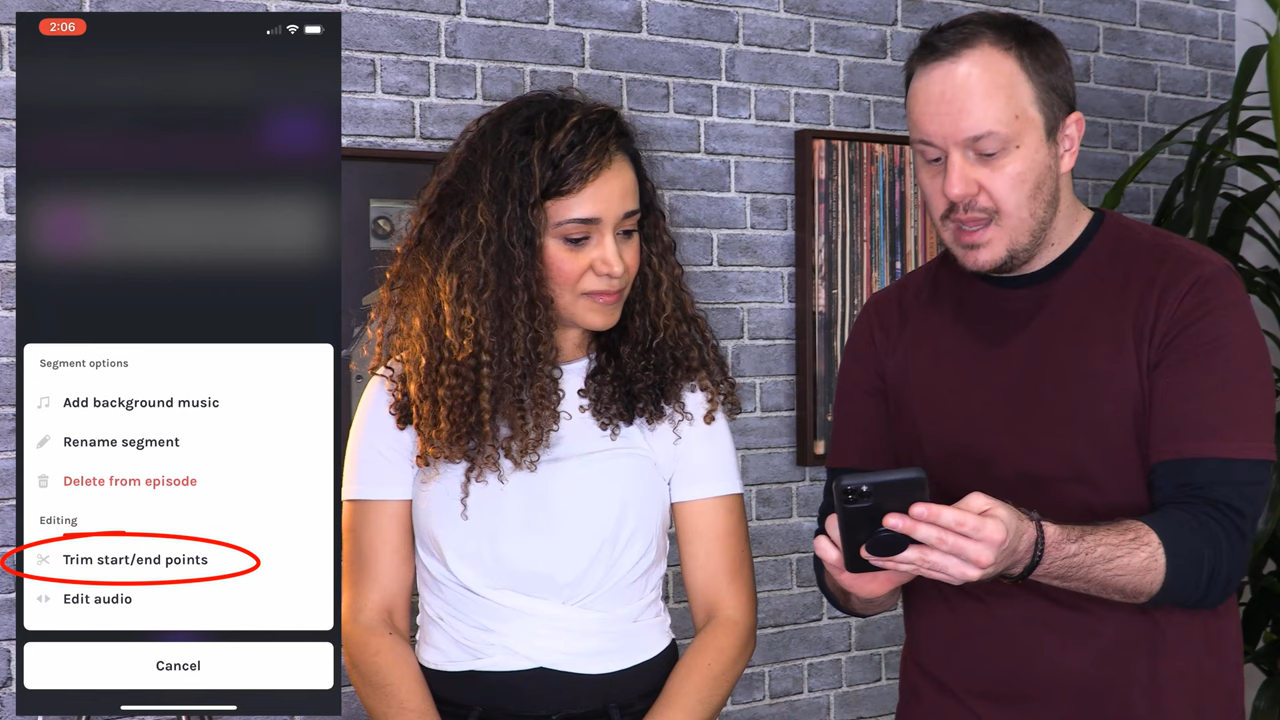 2:06
Segment options
Add background music
Rename segment
Delete from episode
Editing
Trim start/end points
Edit audio
Cancel